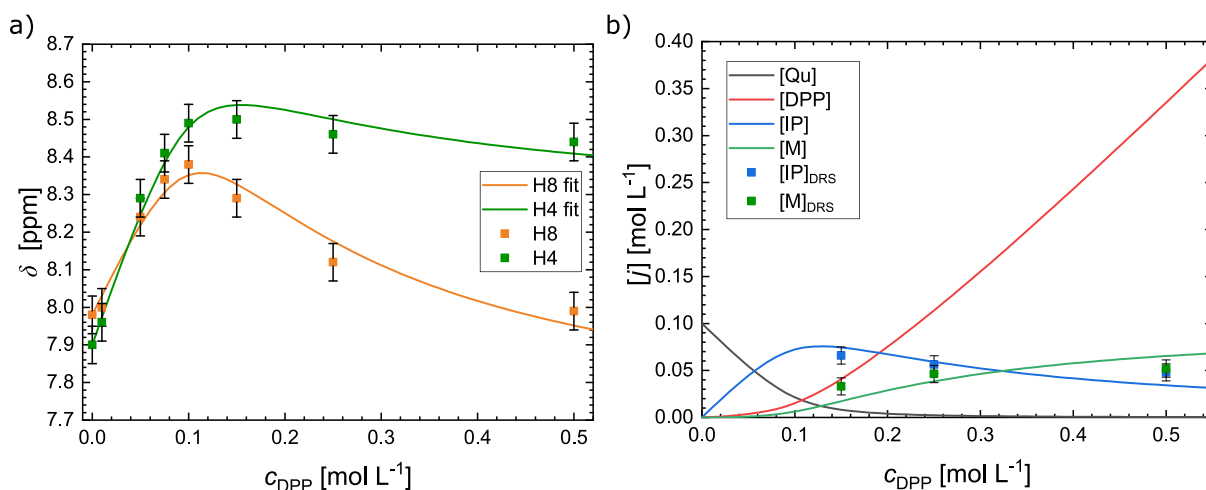 a)
δ [ppm]
8.7
8.6
8.5
8.4
8.3
8.2
8.1
8.0
7.9
7.8
7.7
H8 fit
H4 fit
H8
H4
0.0 0.1 0.2 0.3 0.4 0.5
cDPP [mol L-1]
b)
[j] [mol L-1]
0.40
0.35
0.30
0.25
0.20
0.15
0.10
0.05
0.00
[Qu]
[DPP]
[IP]
[M]
[IP]DRS
[M]DRS
0.0 0.1 0.2 0.3 0.4 0.5
cDPP [mol L-1]